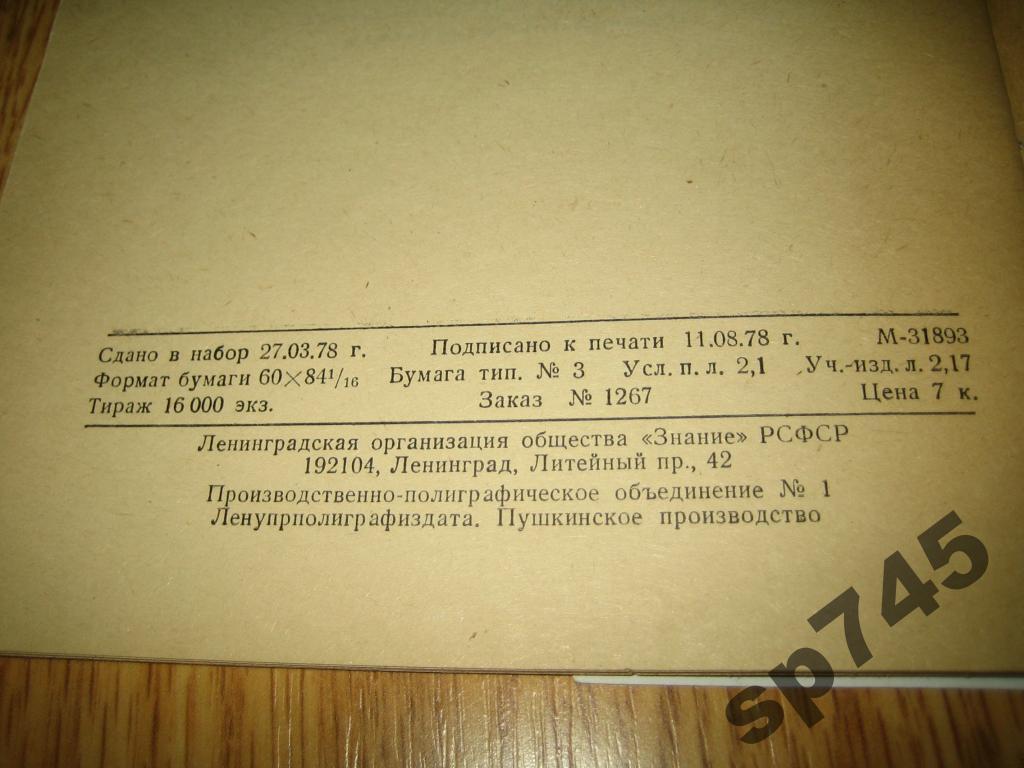 Сдано в набор 27.03.78 г. Подписано к печати 11.08.78 г. М-31893
Формат бумаги 60×84¹/₁₆ Бумага тип. № 3 Усл. п. л. 2,1 Уч.-изд. л. 2,17
Тираж 16 000 экз. Заказ № 1267 Цена 7 к.
Ленинградская организация общества «Знание» РСФСР
192104, Ленинград, Литейный пр., 42
Производственно-полиграфическое объединение № 1
Ленупрполиграфиздата. Пушкинское производство
sp745